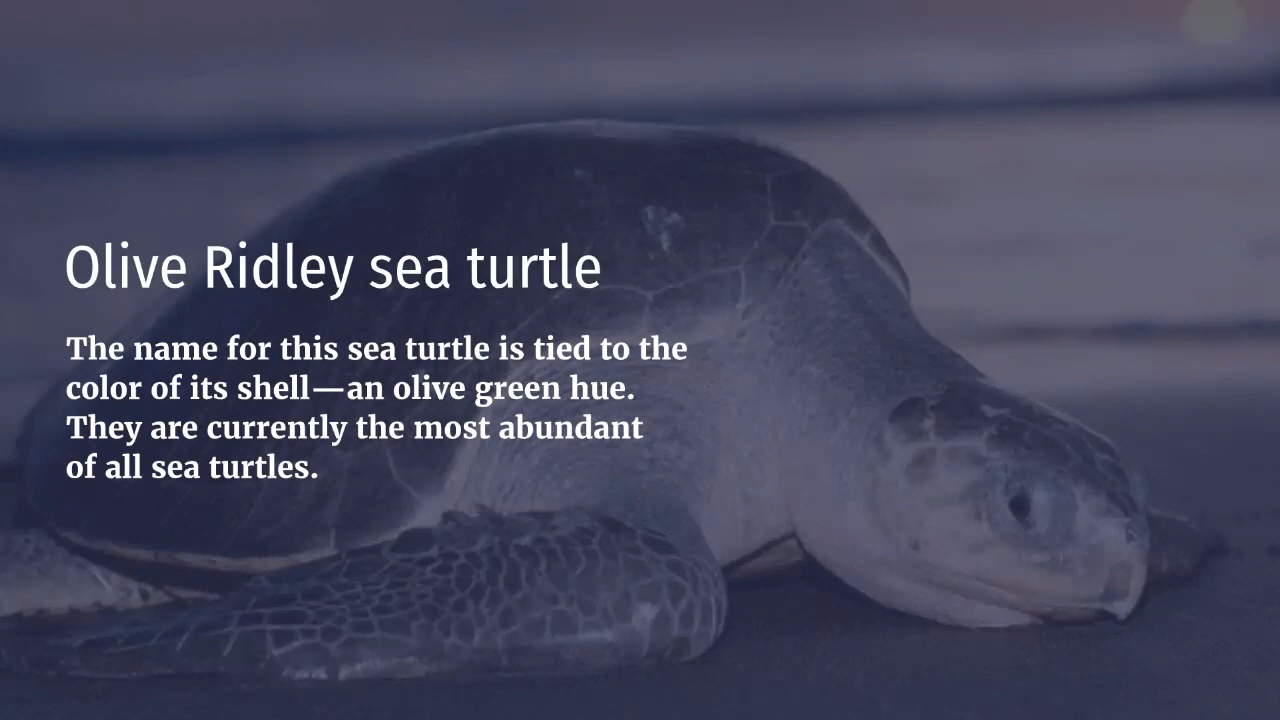 Olive Ridley sea turtle
The name for this sea turtle is tied to the
color of its shell—an olive green hue.
They are currently the most abundant
of all sea turtles.